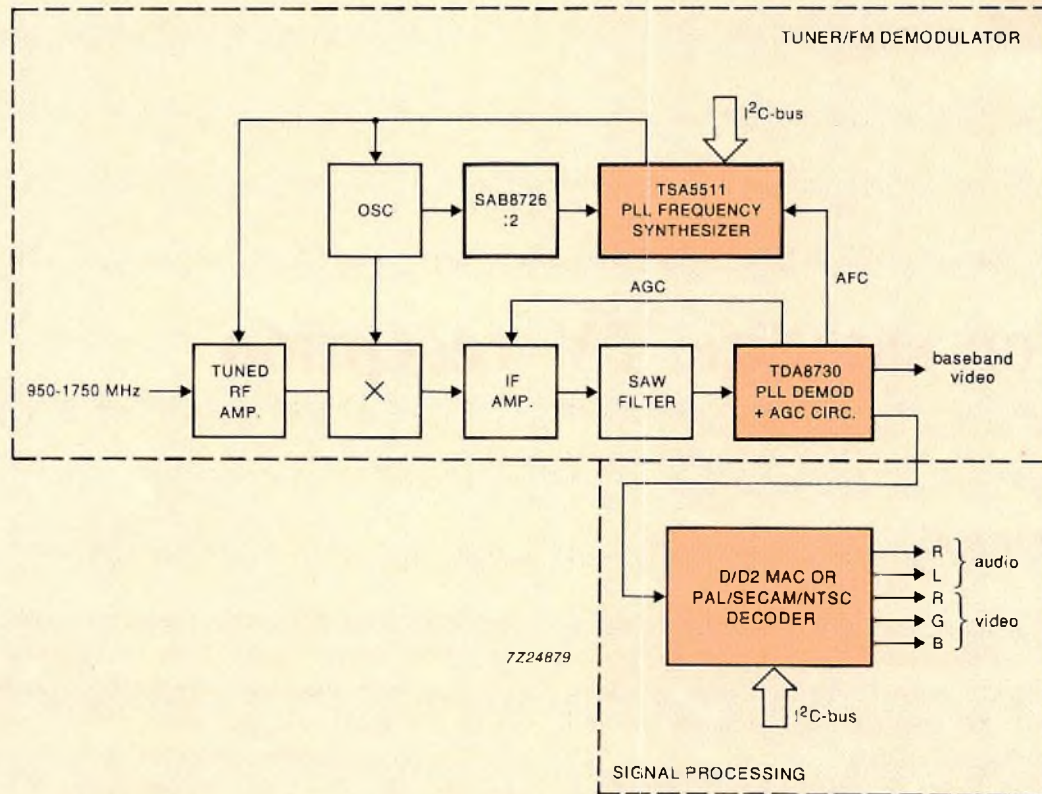 TUNER/FM DEMODULATOR
I²C-bus
OSC
SAB8726
:2
TSA5511
PLL FREQUENCY
SYNTHESIZER
AGC
AFC
950-1750 MHz
TUNED
RF
AMP.
X
IF
AMP.
SAW
FILTER
TDA8730
PLL DEMOD
+ AGC CIRC.
baseband
video
D/D2 MAC OR
PAL/SECAM/NTSC
DECODER
R
L
audio
R
G
B
video
7Z24879
I²C-bus
SIGNAL PROCESSING